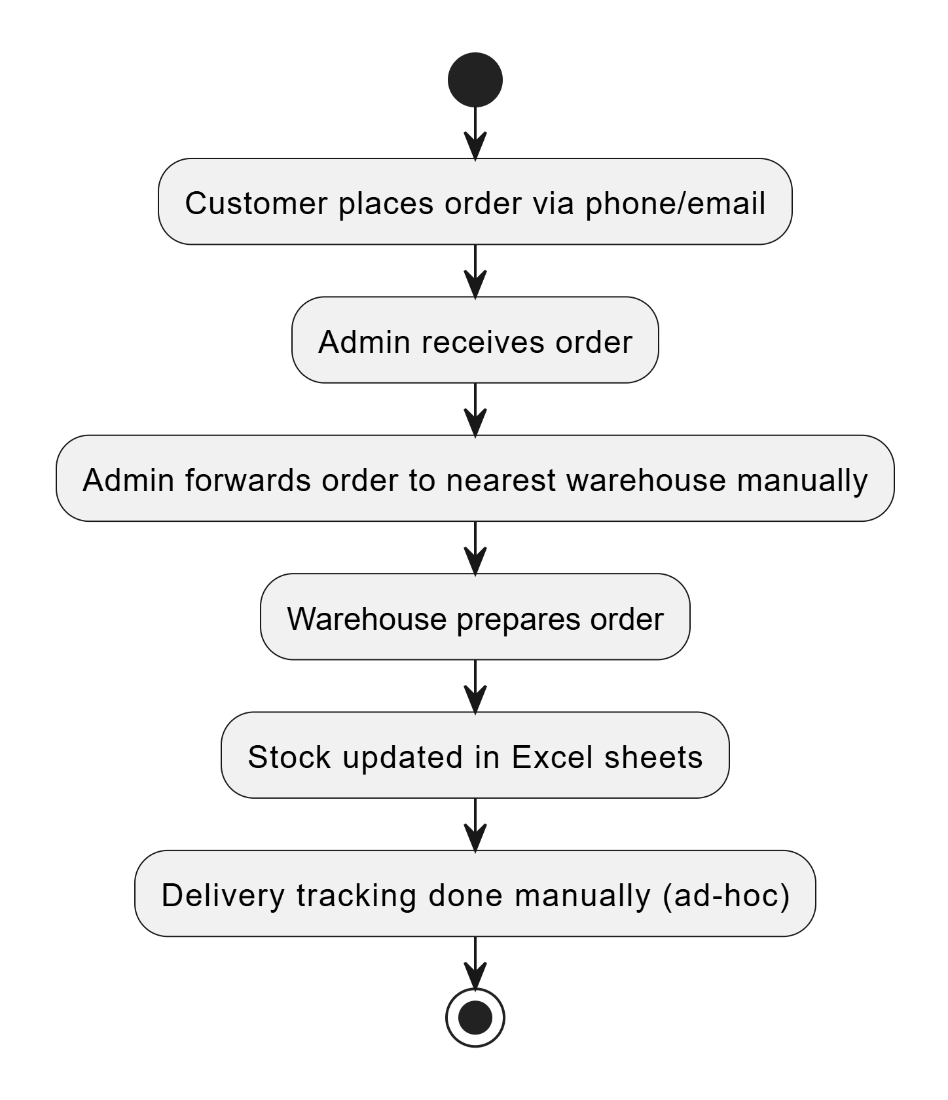 Customer places order via phone/email
Admin receives order
Admin forwards order to nearest warehouse manually
Warehouse prepares order
Stock updated in Excel sheets
Delivery tracking done manually (ad-hoc)